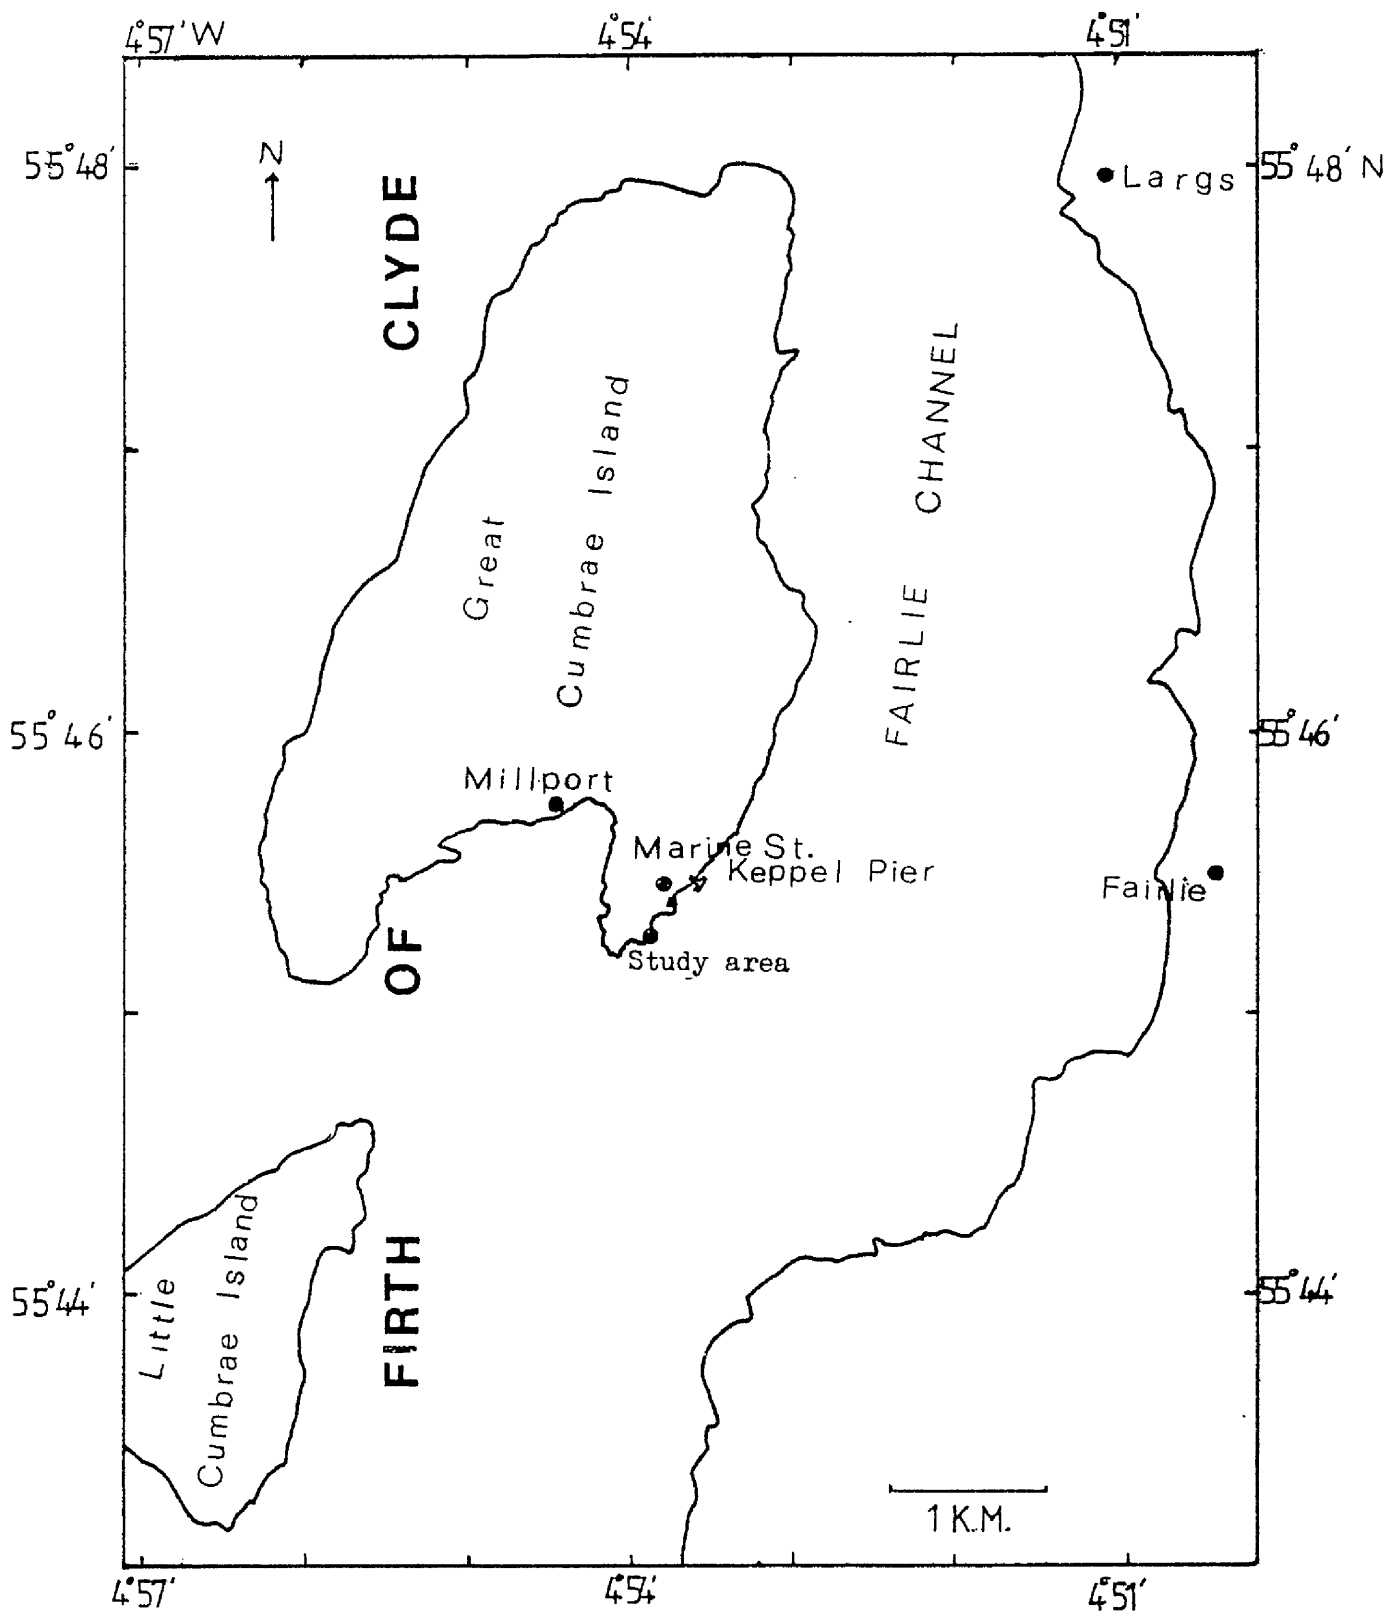 4°57' W
4°54'
4°51'
N
55°48'
55°48' N
Largs
CLYDE
FAIRLIE CHANNEL
Great
Cumbrae Island
55°46'
55°46'
Millport
Marine St.
Keppel Pier
Fairlie
OF
Study area
Little
Cumbrae Island
FIRTH
55°44'
55°44'
1 K.M.
4°57'
4°54'
4°51'